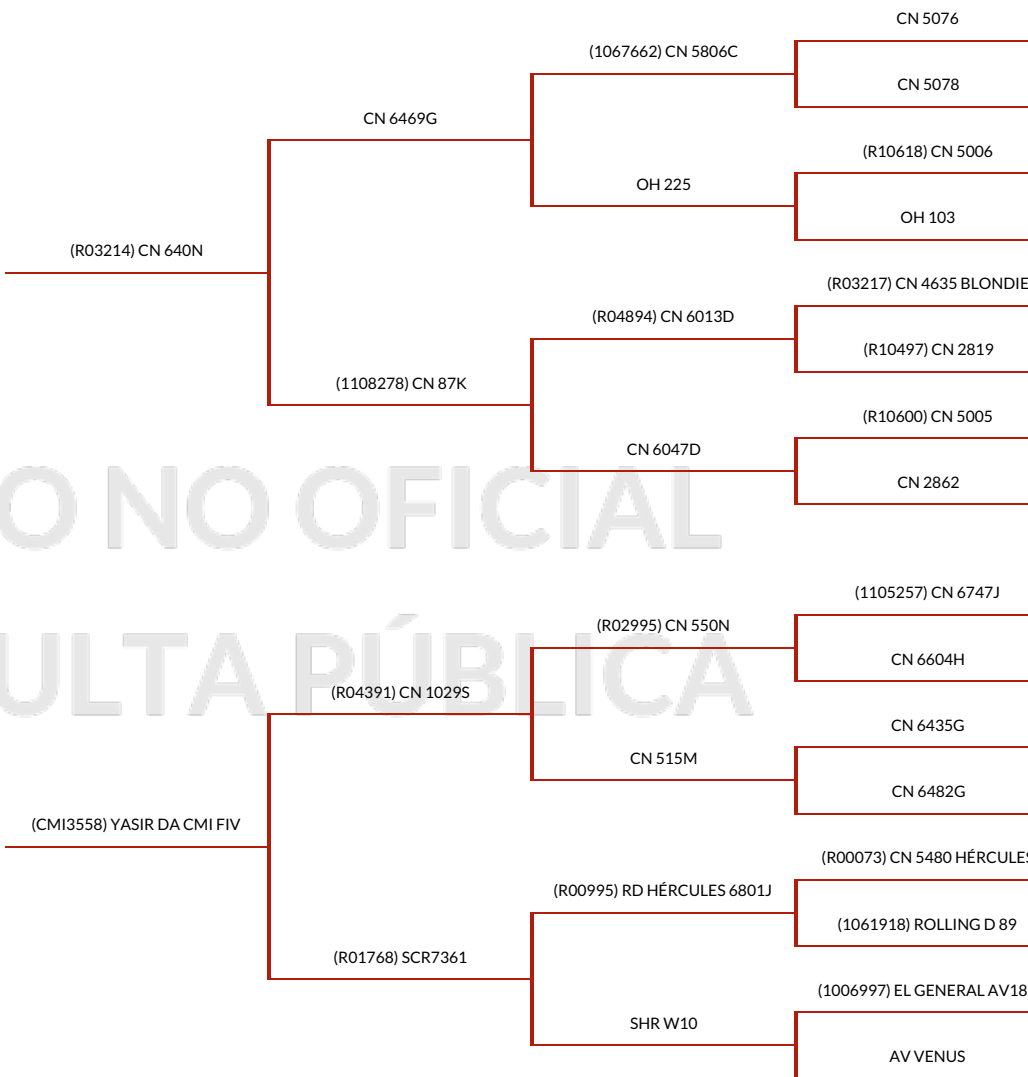 CN 5076
(1067662) CN 5806C
CN 5078
CN 6469G
(R10618) CN 5006
OH 225
OH 103
(R03214) CN 640N
(R03217) CN 4635 BLONDIE
(R04894) CN 6013D
(R10497) CN 2819
(1108278) CN 87K
(R10600) CN 5005
CN 6047D
CN 2862
O NO OFICIAL
(1105257) CN 6747J
(R02995) CN 550N
CN 6604H
ULTA PÚBLICA
(R04391) CN 1029S
CN 6435G
CN 515M
CN 6482G
(CMI3558) YASIR DA CMI FIV
(R00073) CN 5480 HÉRCULES
(R00995) RD HÉRCULES 6801J
(1061918) ROLLING D 89
(R01768) SCR7361
(1006997) EL GENERAL AV18
SHR W10
AV VENUS